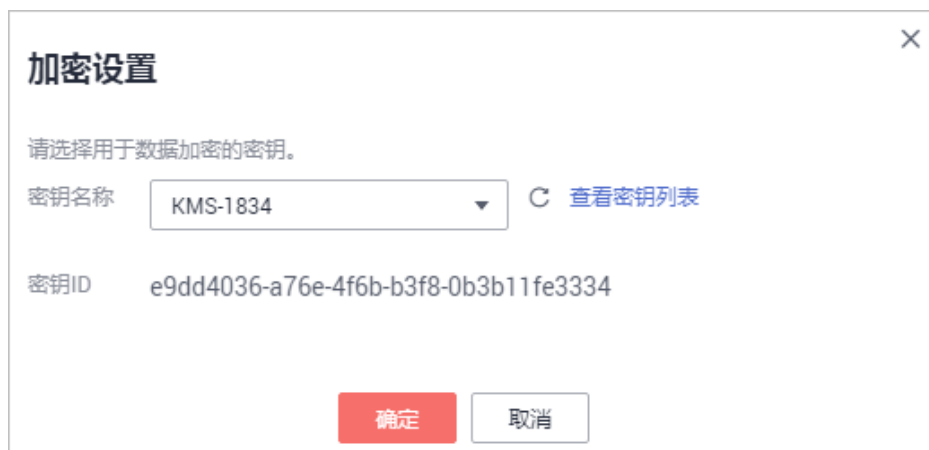 加密设置
请选择用于数据加密的密钥。
密钥名称 KMS-1834 查看密钥列表
密钥ID e9dd4036-a76e-4f6b-b3f8-0b3b11fe3334
确定 取消